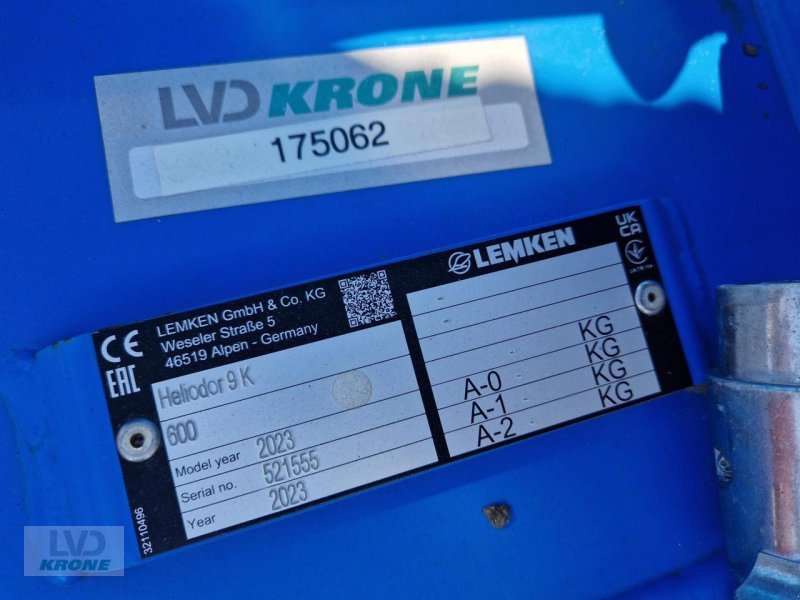 LVD KRONE
175062
LEMKEN GmbH & Co. KG
Weseler Straße 5
46519 Alpen - Germany
LEMKEN
UK
CA
CE
EAC
Heliodor 9 K
600
Model year 2023
Serial no. 521555
Year 2023
- KG
A-0 - KG
A-1 - KG
A-2 - KG
32110496
LVD
KRONE